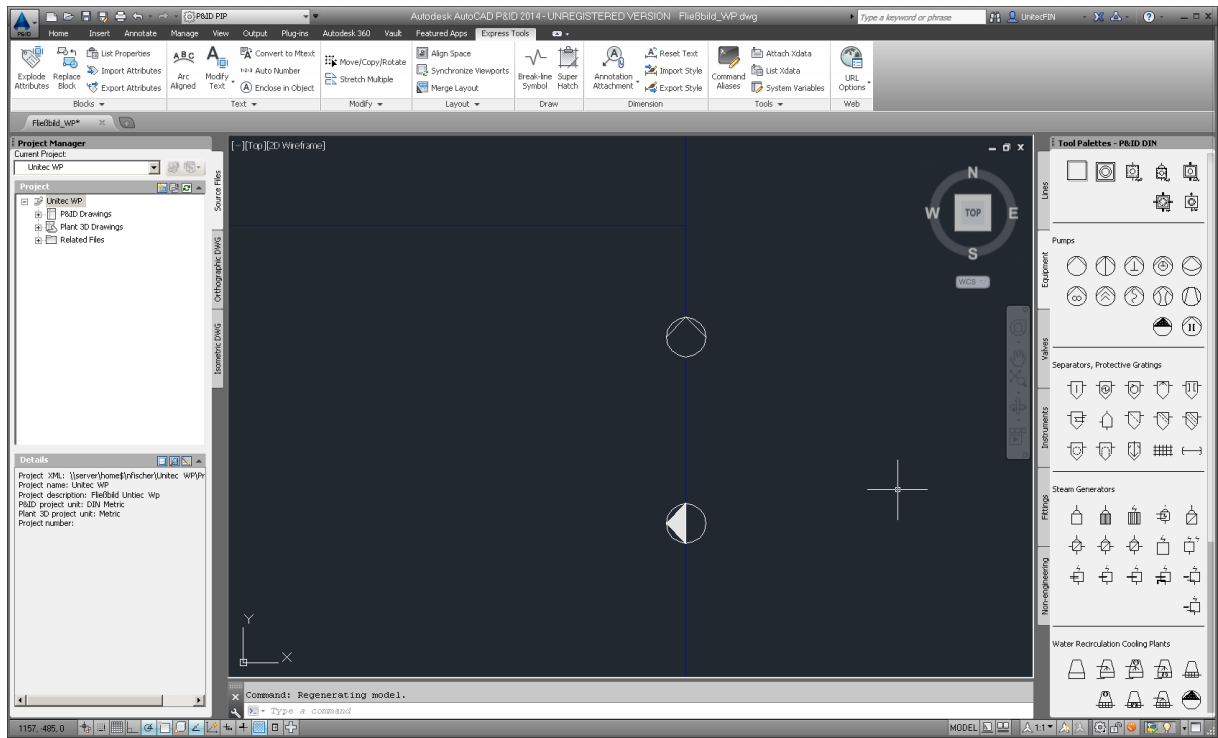 P&ID PIP
Autodesk AutoCAD P&ID 2014 - UNREGISTERED VERSION Fließbild_WP.dwg
Type a keyword or phrase
UnitecFIN
P&ID
Home Insert Annotate Manage View Output Plug-ins Autodesk 360 Vault Featured Apps Express Tools
Explode Attributes
Replace Block
List Properties
Import Attributes
Export Attributes
Blocks
ABC
Arc Aligned
Modify Text
Convert to Mtext
Auto Number
Enclose in Object
Text
Move/Copy/Rotate
Stretch Multiple
Modify
Align Space
Synchronize Viewports
Merge Layout
Layout
Break-line Symbol
Super Hatch
Draw
Annotation Attachment
Reset Text
Import Style
Export Style
Dimension
Command Aliases
Attach Xdata
List Xdata
System Variables
Tools
URL Options
Web
Fließbild_WP*
Project Manager
Current Project:
Unitec WP
Project
Unitec WP
P&ID Drawings
Plant 3D Drawings
Related Files
Source Files
Orthographic DWG
Isometric DWG
Details
Project XML: \\server\home$\nfischer\Unitec WP\Pr
Project name: Unitec WP
Project description: Fließbild Untiec Wp
P&ID project unit: DIN Metric
Plant 3D project unit: Metric
Project number:
[-][Top][2D Wireframe]
N
W
TOP
E
S
WCS
Y
X
Command: Regenerating model.
Type a command
Tool Palettes - P&ID DIN
Lines
Equipment
Valves
Instruments
Fittings
Non-engineering
Pumps
Separators, Protective Gratings
Steam Generators
Water Recirculation Cooling Plants
1157, -485, 0
MODEL
1:1